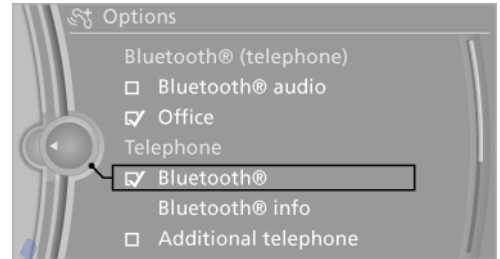 Options
Bluetooth® (telephone)
Bluetooth® audio
Office
Telephone
Bluetooth®
Bluetooth® info
Additional telephone